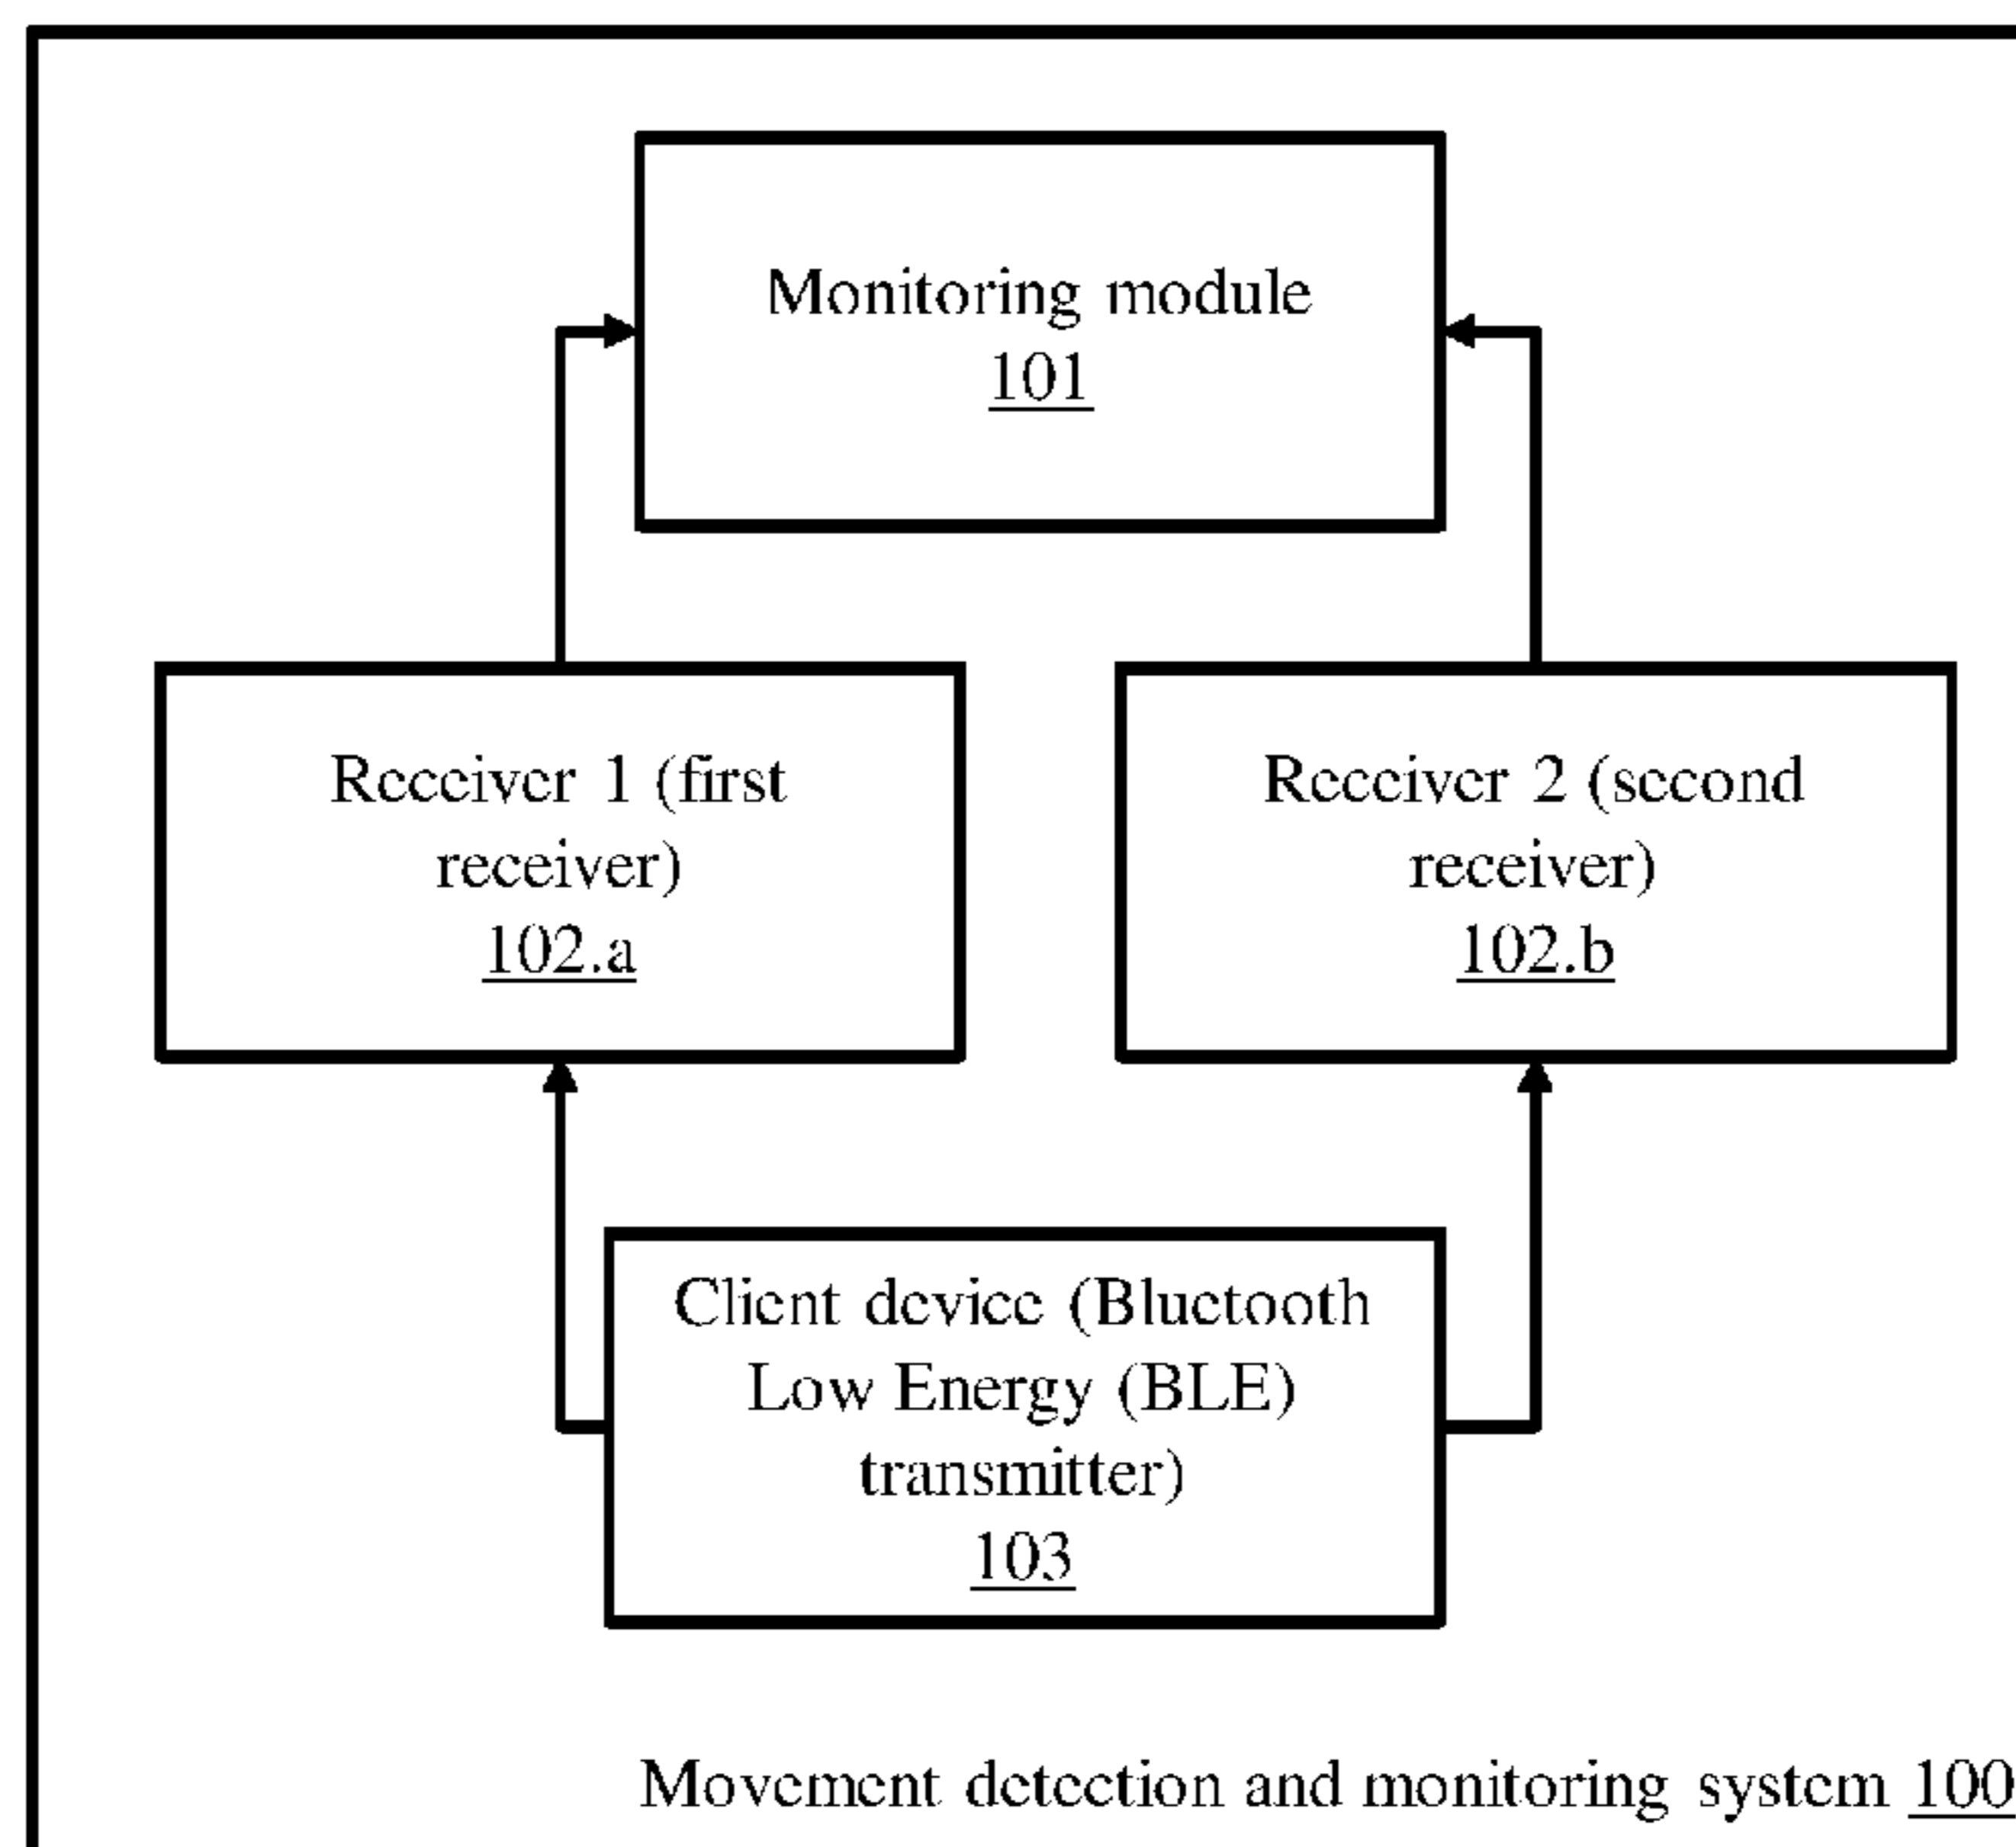 Monitoring module
101
Receiver 1 (first
receiver)
102.a
Receiver 2 (second
receiver)
102.b
Client device (Bluetooth
Low Energy (BLE)
transmitter)
103
Movement detection and monitoring system 100